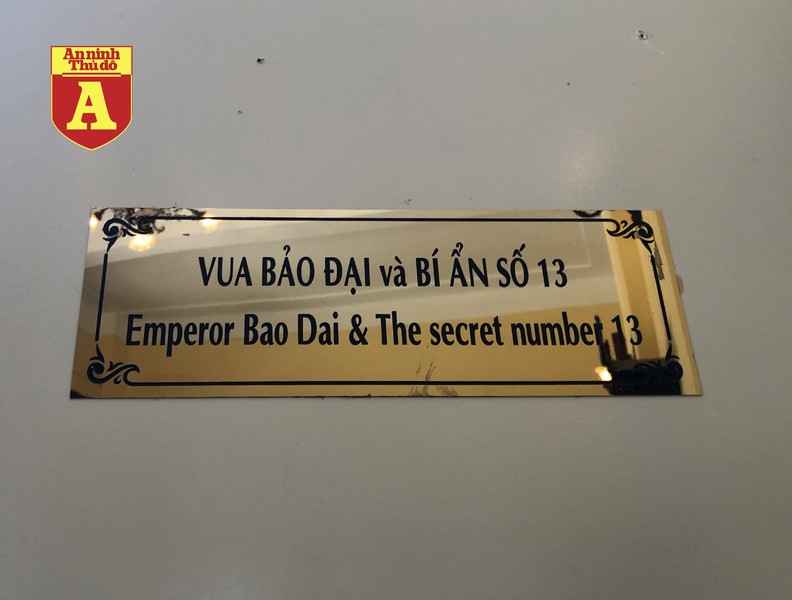 An ninh
Thủ đô
A
VUA BẢO ĐẠI và BÍ ẨN SỐ 13
Emperor Bao Dai & The secret number 13